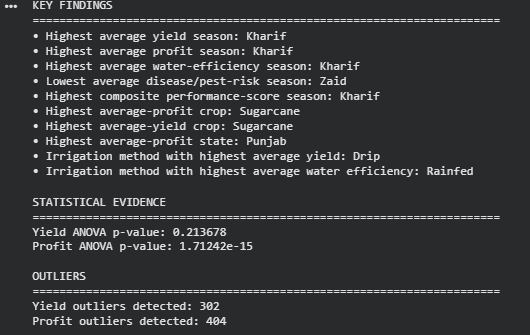 ••• KEY FINDINGS
======================================================================
• Highest average yield season: Kharif
• Highest average profit season: Kharif
• Highest average water-efficiency season: Kharif
• Lowest average disease/pest-risk season: Zaid
• Highest composite performance-score season: Kharif
• Highest average-profit crop: Sugarcane
• Highest average-yield crop: Sugarcane
• Highest average-profit state: Punjab
• Irrigation method with highest average yield: Drip
• Irrigation method with highest average water efficiency: Rainfed
STATISTICAL EVIDENCE
======================================================================
Yield ANOVA p-value: 0.213678
Profit ANOVA p-value: 1.71242e-15
OUTLIERS
======================================================================
Yield outliers detected: 302
Profit outliers detected: 404